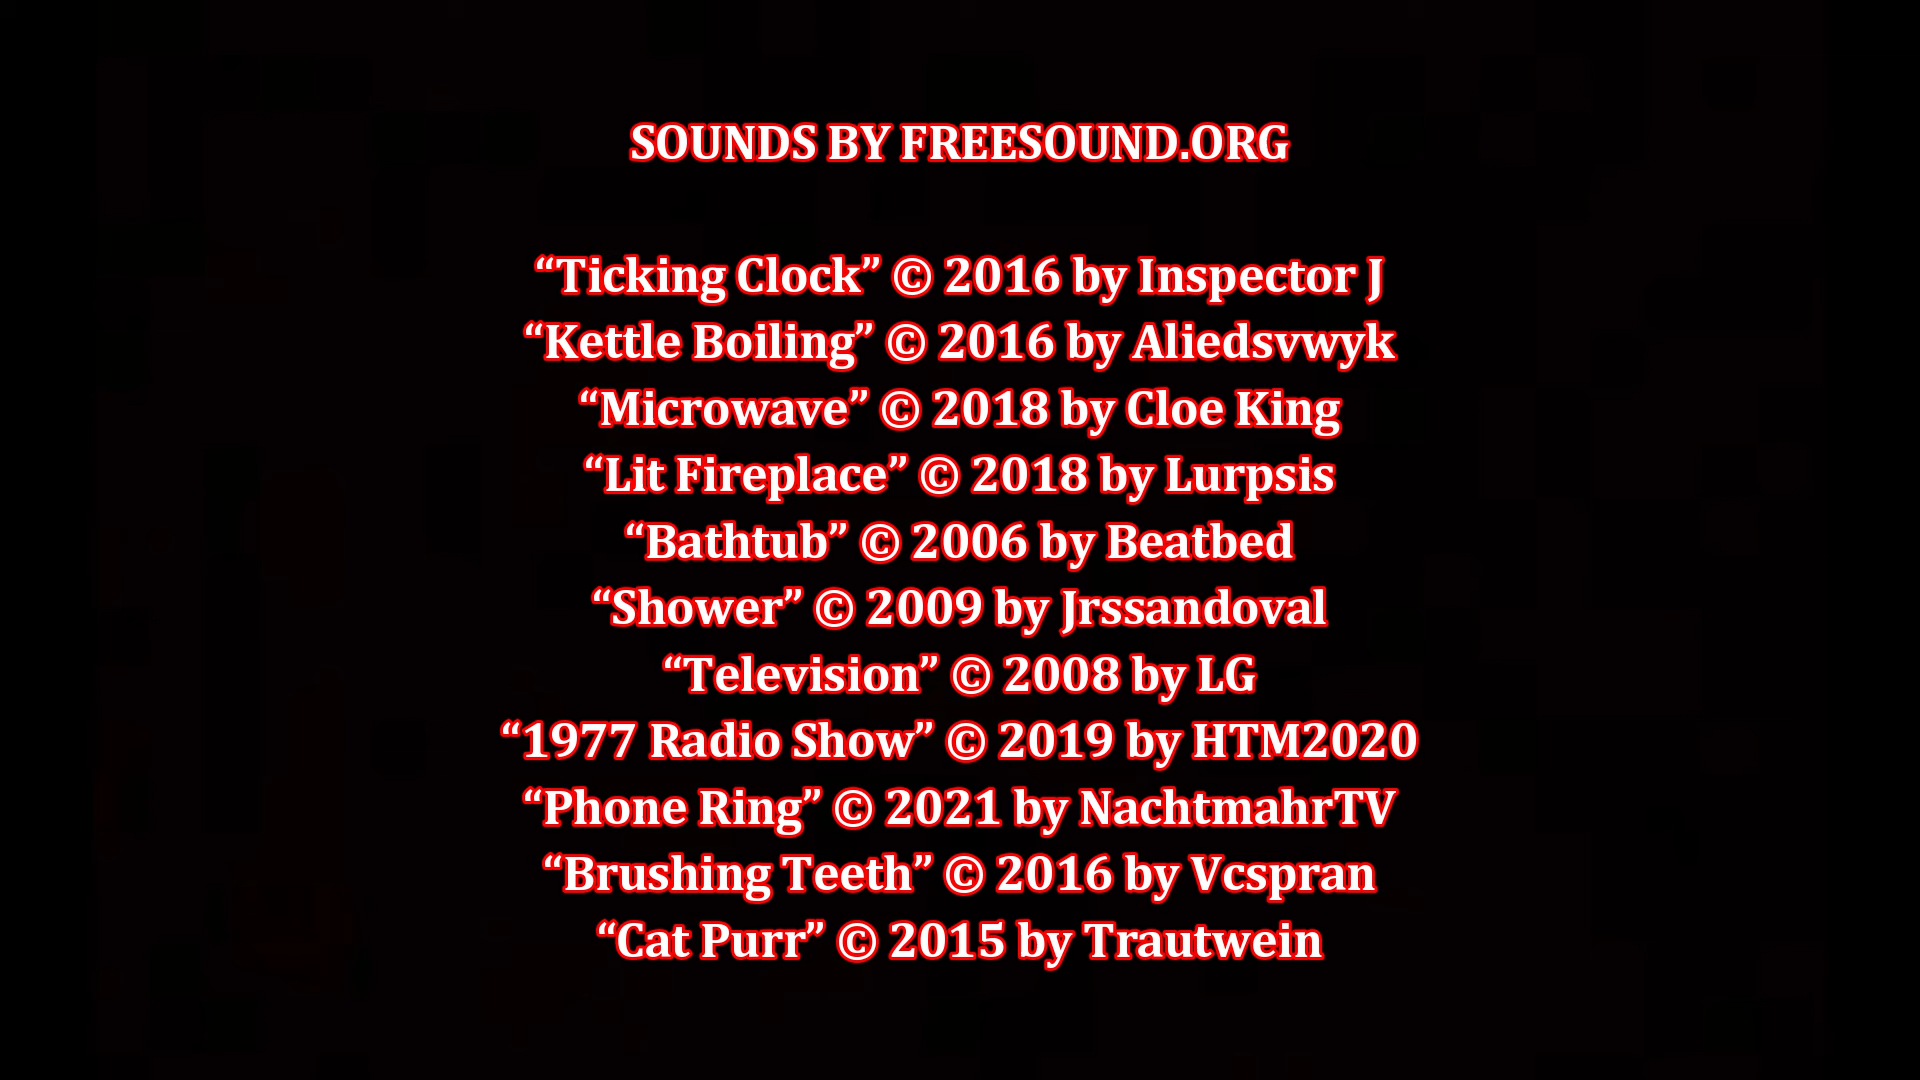 SOUNDS BY FREESOUND.ORG
“Ticking Clock” © 2016 by Inspector J
“Kettle Boiling” © 2016 by Aliedsvwyk
“Microwave” © 2018 by Cloe King
“Lit Fireplace” © 2018 by Lurpsis
“Bathtub” © 2006 by Beatbed
“Shower” © 2009 by Jrssandoval
“Television” © 2008 by LG
“1977 Radio Show” © 2019 by HTM2020
“Phone Ring” © 2021 by NachtmahrTV
“Brushing Teeth” © 2016 by Vcspran
“Cat Purr” © 2015 by Trautwein